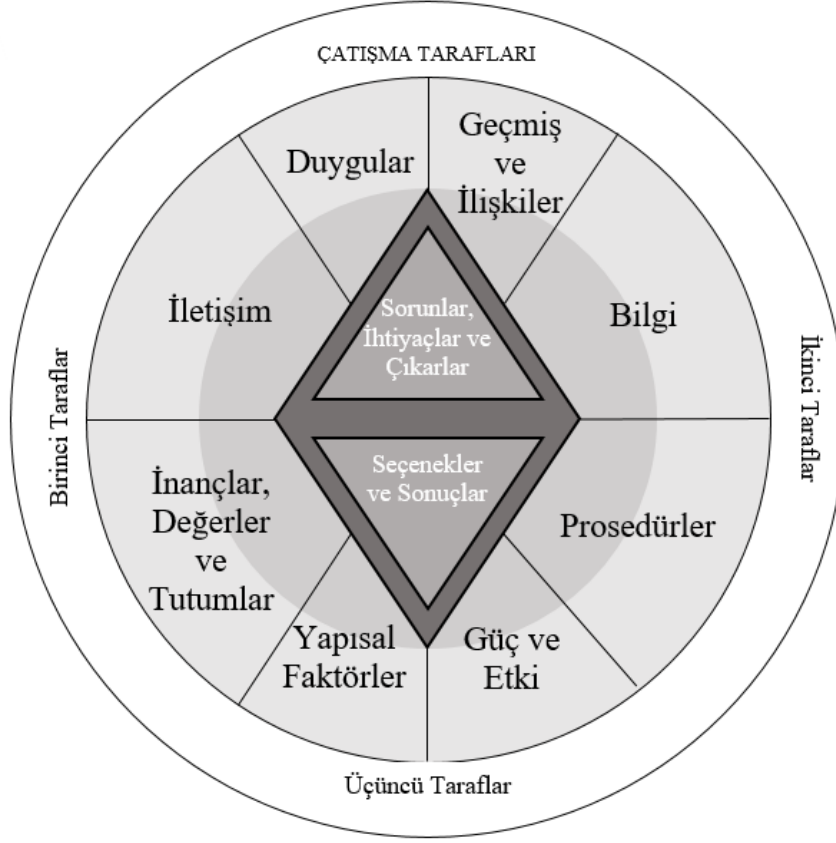 ÇATIŞMA TARAFLARI
Duygular
Geçmiş
ve
İlişkiler
İletişim
Bilgi
Sorunlar,
İhtiyaçlar ve
Çıkarlar
Birinci Taraflar
İkinci Taraflar
Seçenekler
ve Sonuçlar
İnançlar,
Değerler
ve
Tutumlar
Prosedürler
Yapısal
Faktörler
Güç ve
Etki
Üçüncü Taraflar